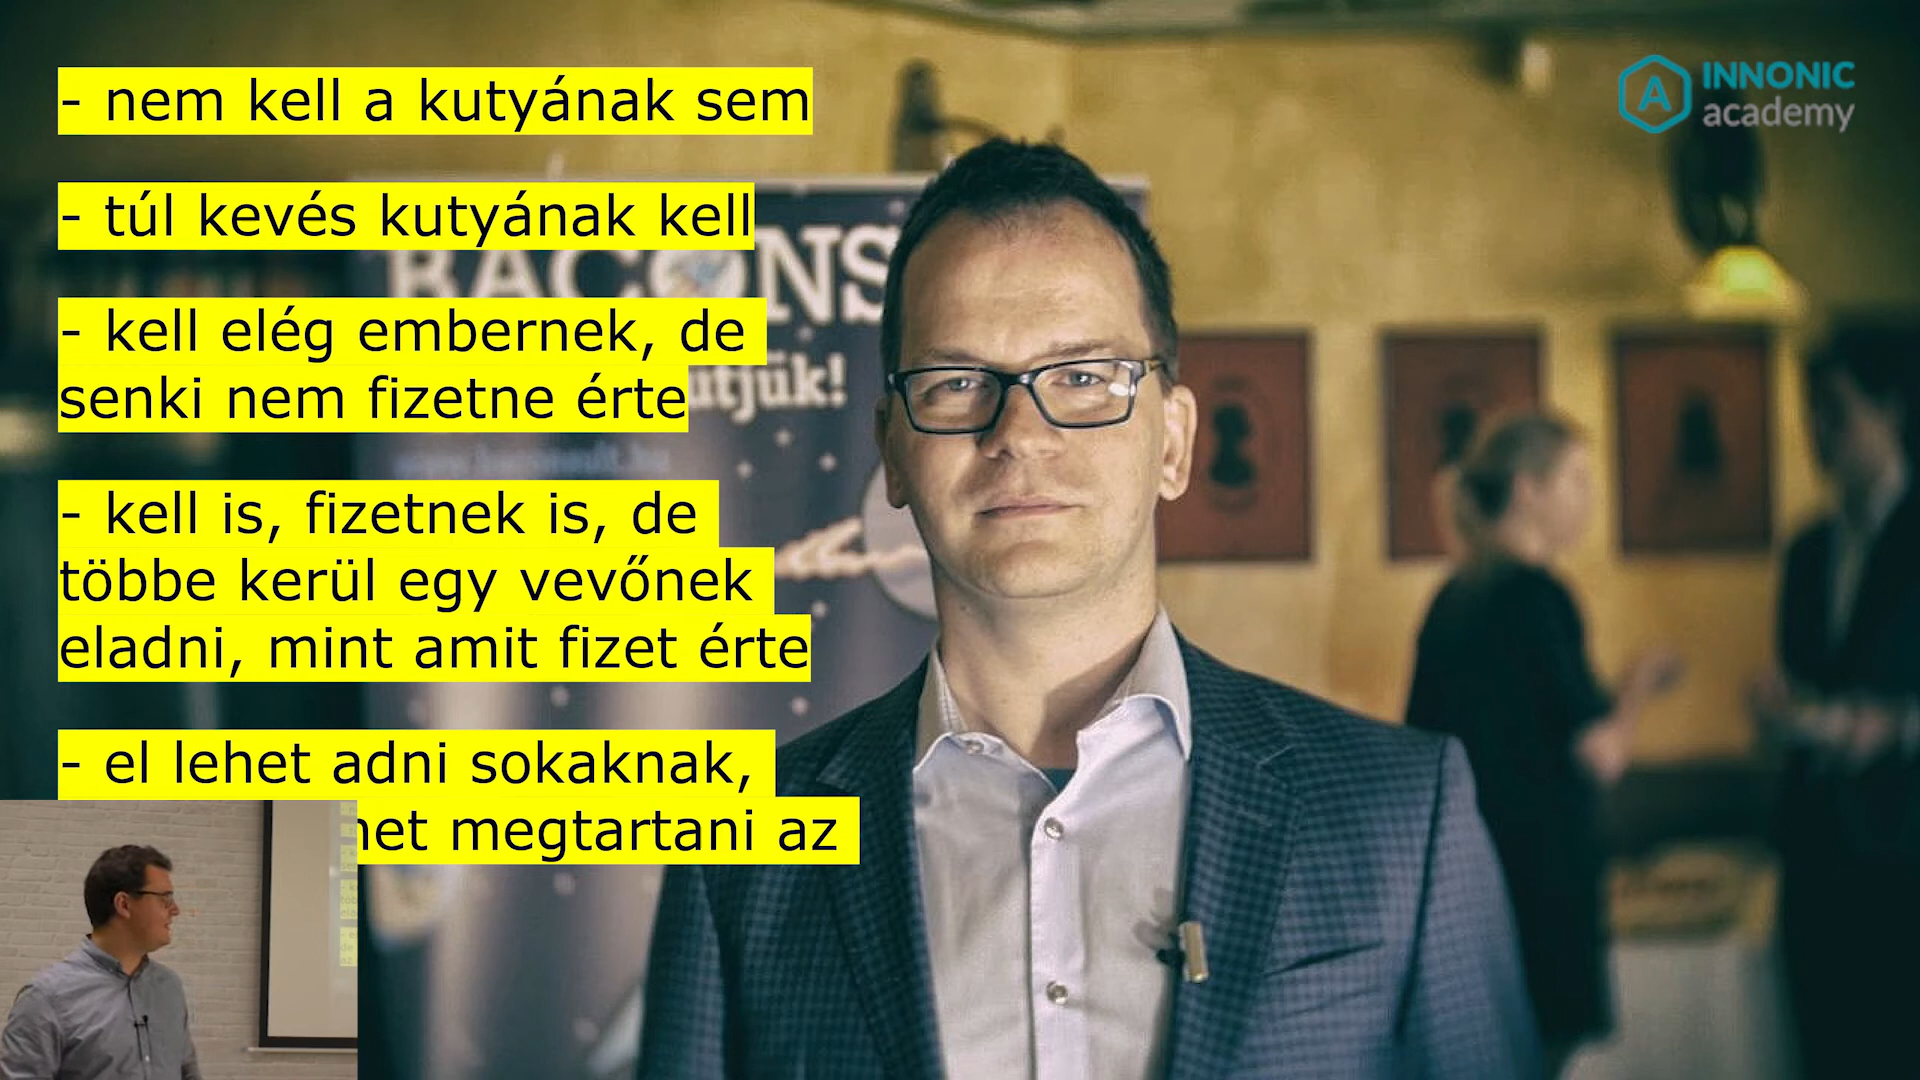 - nem kell a kutyának sem
- túl kevés kutyának kell
- kell elég embernek, de
senki nem fizetne érte
- kell is, fizetnek is, de
többe kerül egy vevőnek
eladni, mint amit fizet érte
- el lehet adni sokaknak,
megtartani az
INNONIC
academy